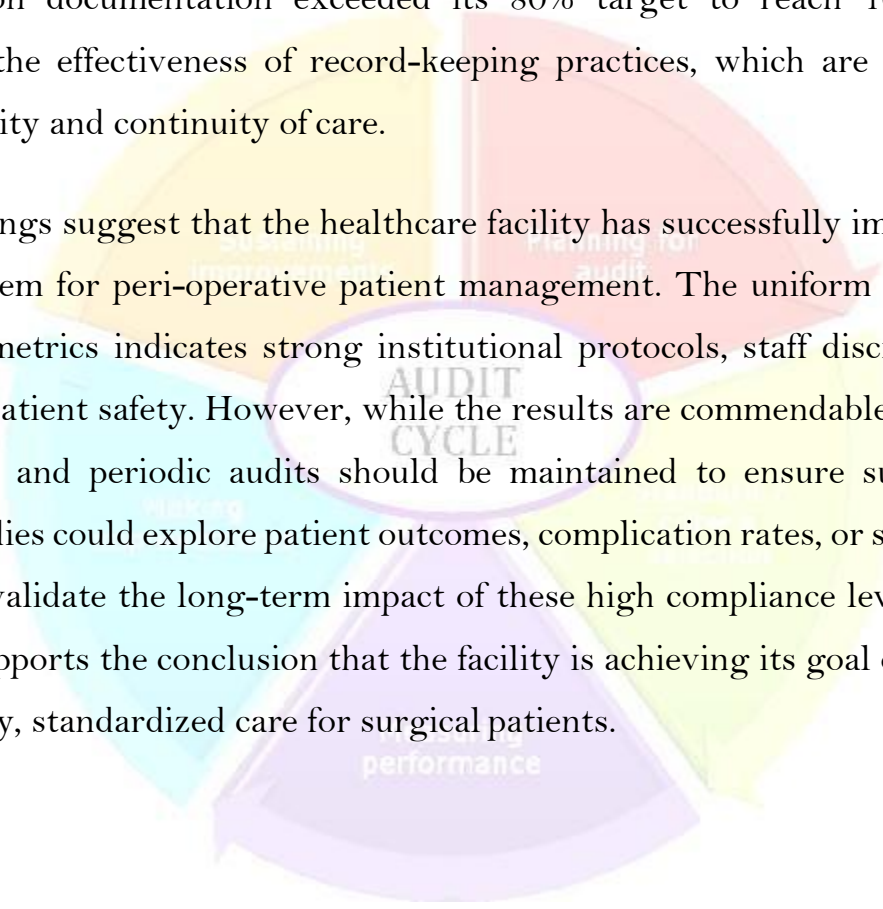 on documentation exceeded its 80% target to reach
the effectiveness of record-keeping practices, which are
ity and continuity of care.
ngs suggest that the healthcare facility has successfully im
em for peri-operative patient management. The uniform
metrics indicates strong institutional protocols, staff disci
atient safety. However, while the results are commendable
and periodic audits should be maintained to ensure su
lies could explore patient outcomes, complication rates, or s
validate the long-term impact of these high compliance lev
pports the conclusion that the facility is achieving its goal
y, standardized care for surgical patients.
Sustaining
improvements
Planning for
audit
AUDIT
CYCLE
Making
Measuring
performance